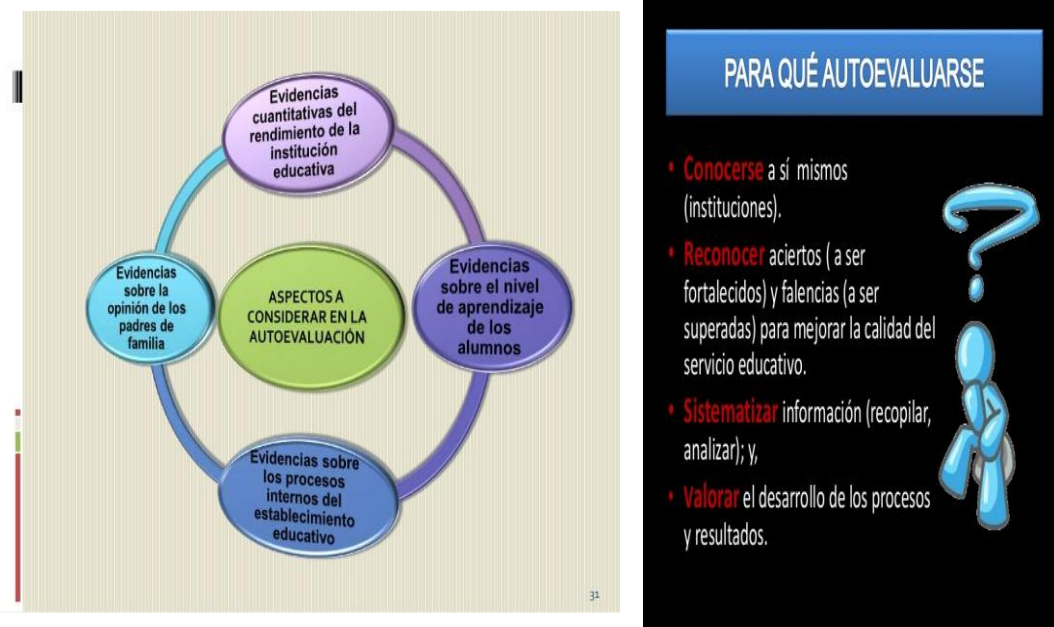 Evidencias
cuantitativas del
rendimiento de la
institución
educativa
Evidencias
sobre la
opinión de los
padres de
familia
ASPECTOS A
CONSIDERAR EN LA
AUTOEVALUACIÓN
Evidencias
sobre el nivel
de aprendizaje
de los
alumnos
Evidencias sobre
los procesos
internos del
establecimiento
educativo
31
PARA QUÉ AUTOEVALUARSE
• Conocerse a sí mismos
(instituciones).
• Reconocer aciertos ( a ser
fortalecidos) y falencias (a ser
superadas) para mejorar la calidad del
servicio educativo.
• Sistematizar información (recopilar,
analizar); y,
• Valorar el desarrollo de los procesos
y resultados.